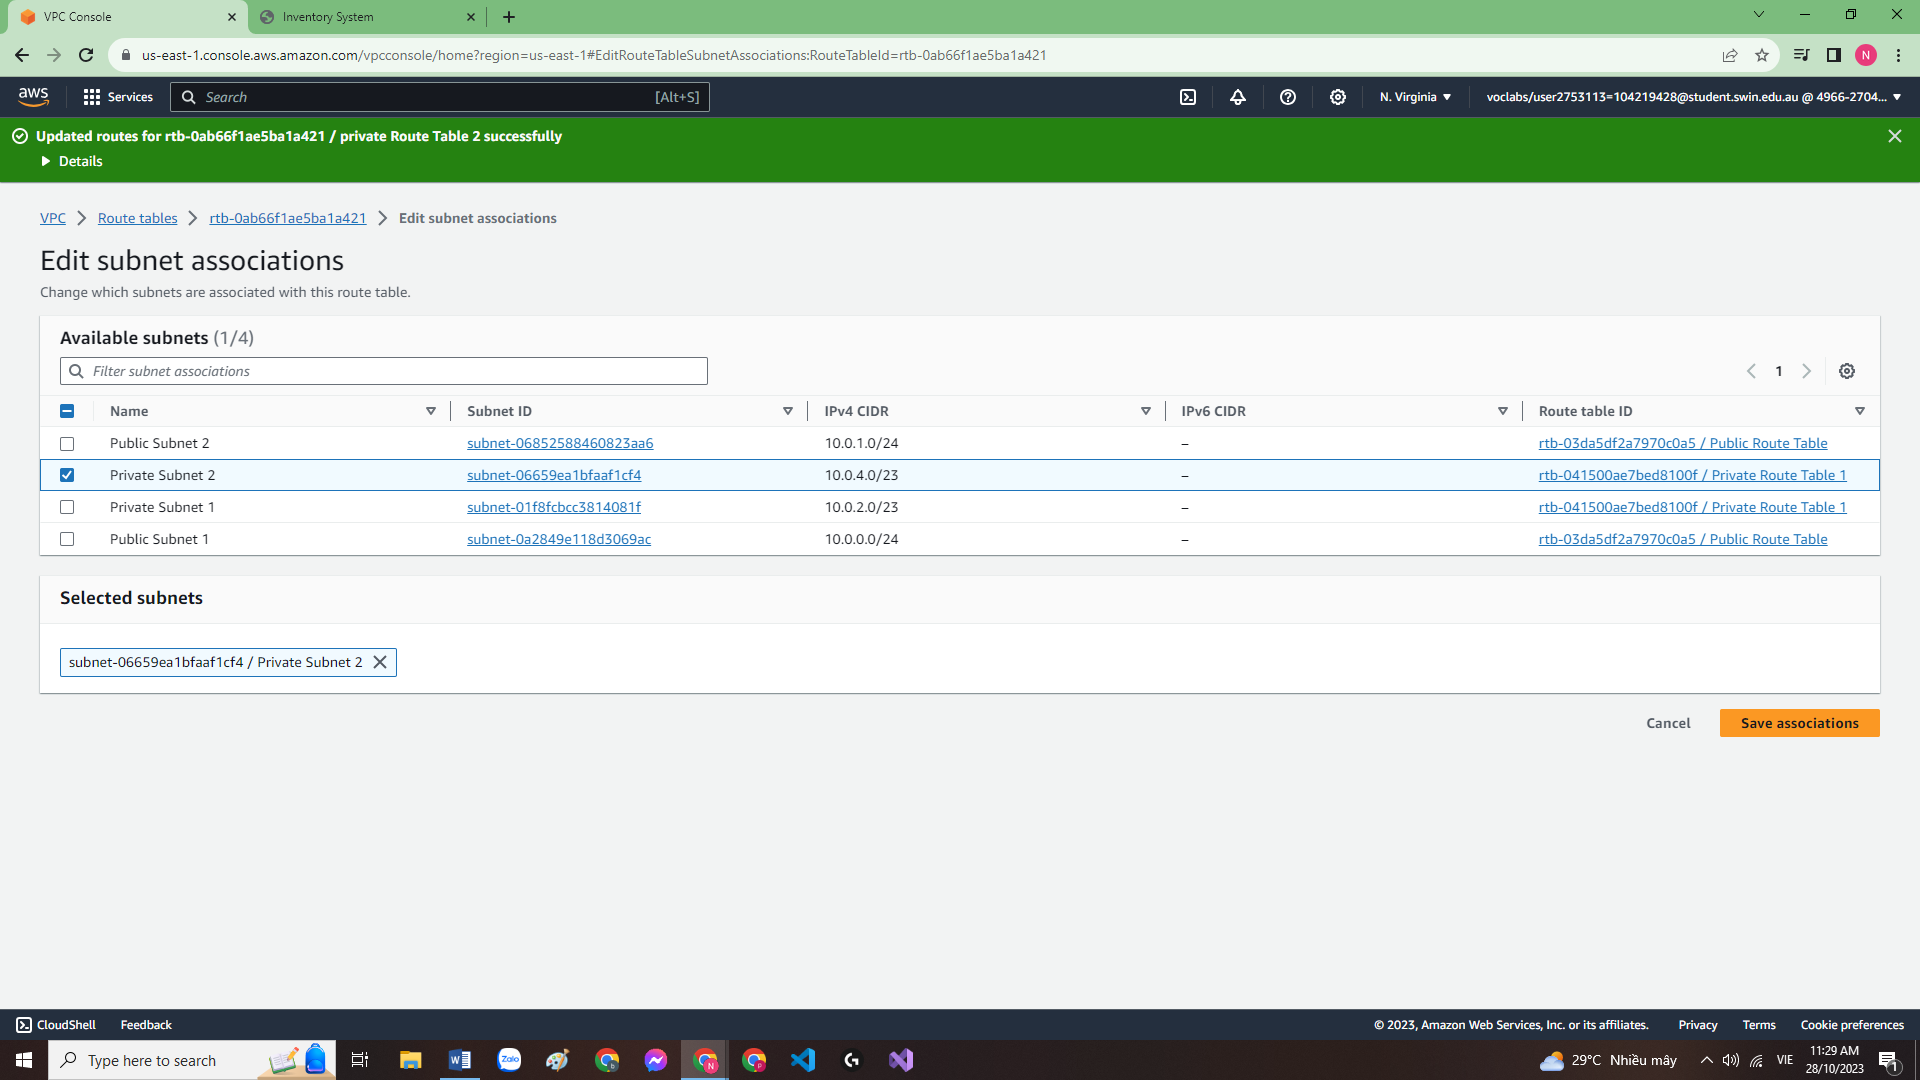 VPC Console
Inventory System
us-east-1.console.aws.amazon.com/vpcconsole/home?region=us-east-1#EditRouteTableSubnetAssociations:RouteTableId=rtb-0ab66f1ae5ba1a421
N
aws
Services
Search
[Alt+S]
N. Virginia
voclabs/user2753113=104219428@student.swin.edu.au @ 4966-2704...
Updated routes for rtb-0ab66f1ae5ba1a421 / private Route Table 2 successfully
Details
VPC
Route tables
rtb-0ab66f1ae5ba1a421
Edit subnet associations
Edit subnet associations
Change which subnets are associated with this route table.
Available subnets (1/4)
Filter subnet associations
1
Name Subnet ID IPv4 CIDR IPv6 CIDR Route table ID
Public Subnet 2 subnet-06852588460823aa6 10.0.1.0/24 – rtb-03da5df2a7970c0a5 / Public Route Table
Private Subnet 2 subnet-06659ea1bfaaf1cf4 10.0.4.0/23 – rtb-041500ae7bed8100f / Private Route Table 1
Private Subnet 1 subnet-01f8fcbcc3814081f 10.0.2.0/23 – rtb-041500ae7bed8100f / Private Route Table 1
Public Subnet 1 subnet-0a2849e118d3069ac 10.0.0.0/24 – rtb-03da5df2a7970c0a5 / Public Route Table
Selected subnets
subnet-06659ea1bfaaf1cf4 / Private Subnet 2
Cancel
Save associations
CloudShell
Feedback
© 2023, Amazon Web Services, Inc. or its affiliates.
Privacy
Terms
Cookie preferences
Type here to search
Zalo
29°C Nhiều mây
VIE
11:29 AM
28/10/2023
1